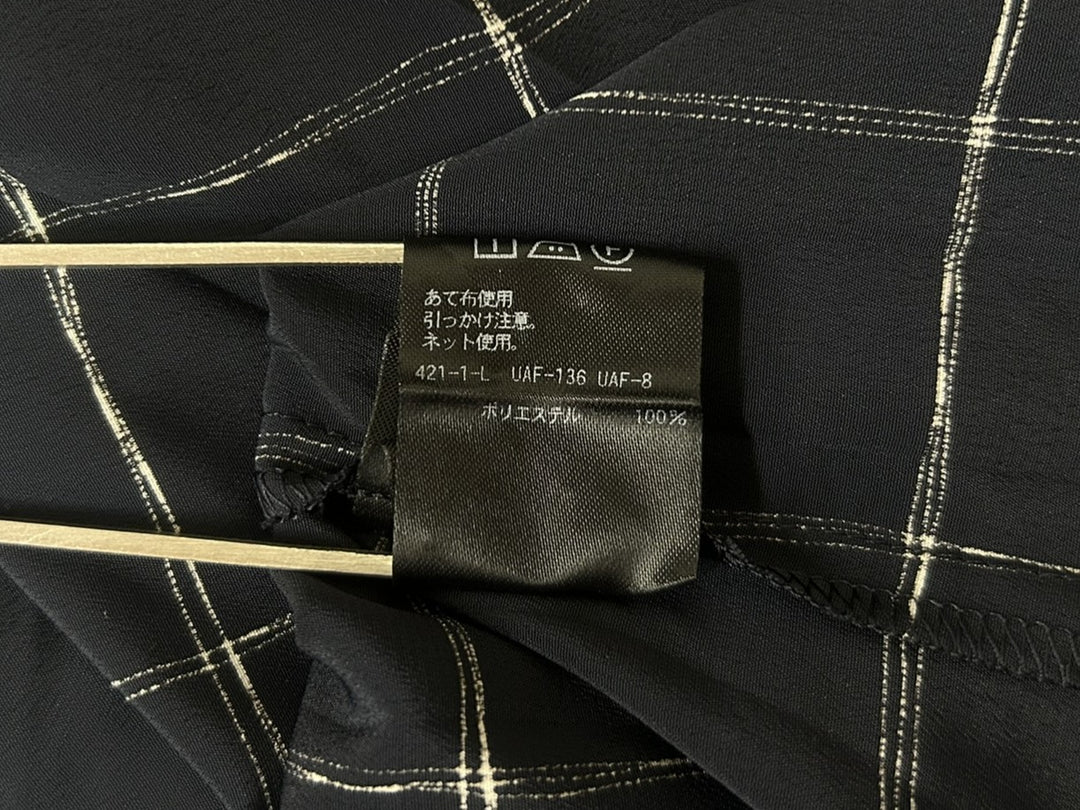 あて布使用
引っかけ注意。
ネット使用。
421-1-L UAF-136 UAF-8
ポリエステル 100%